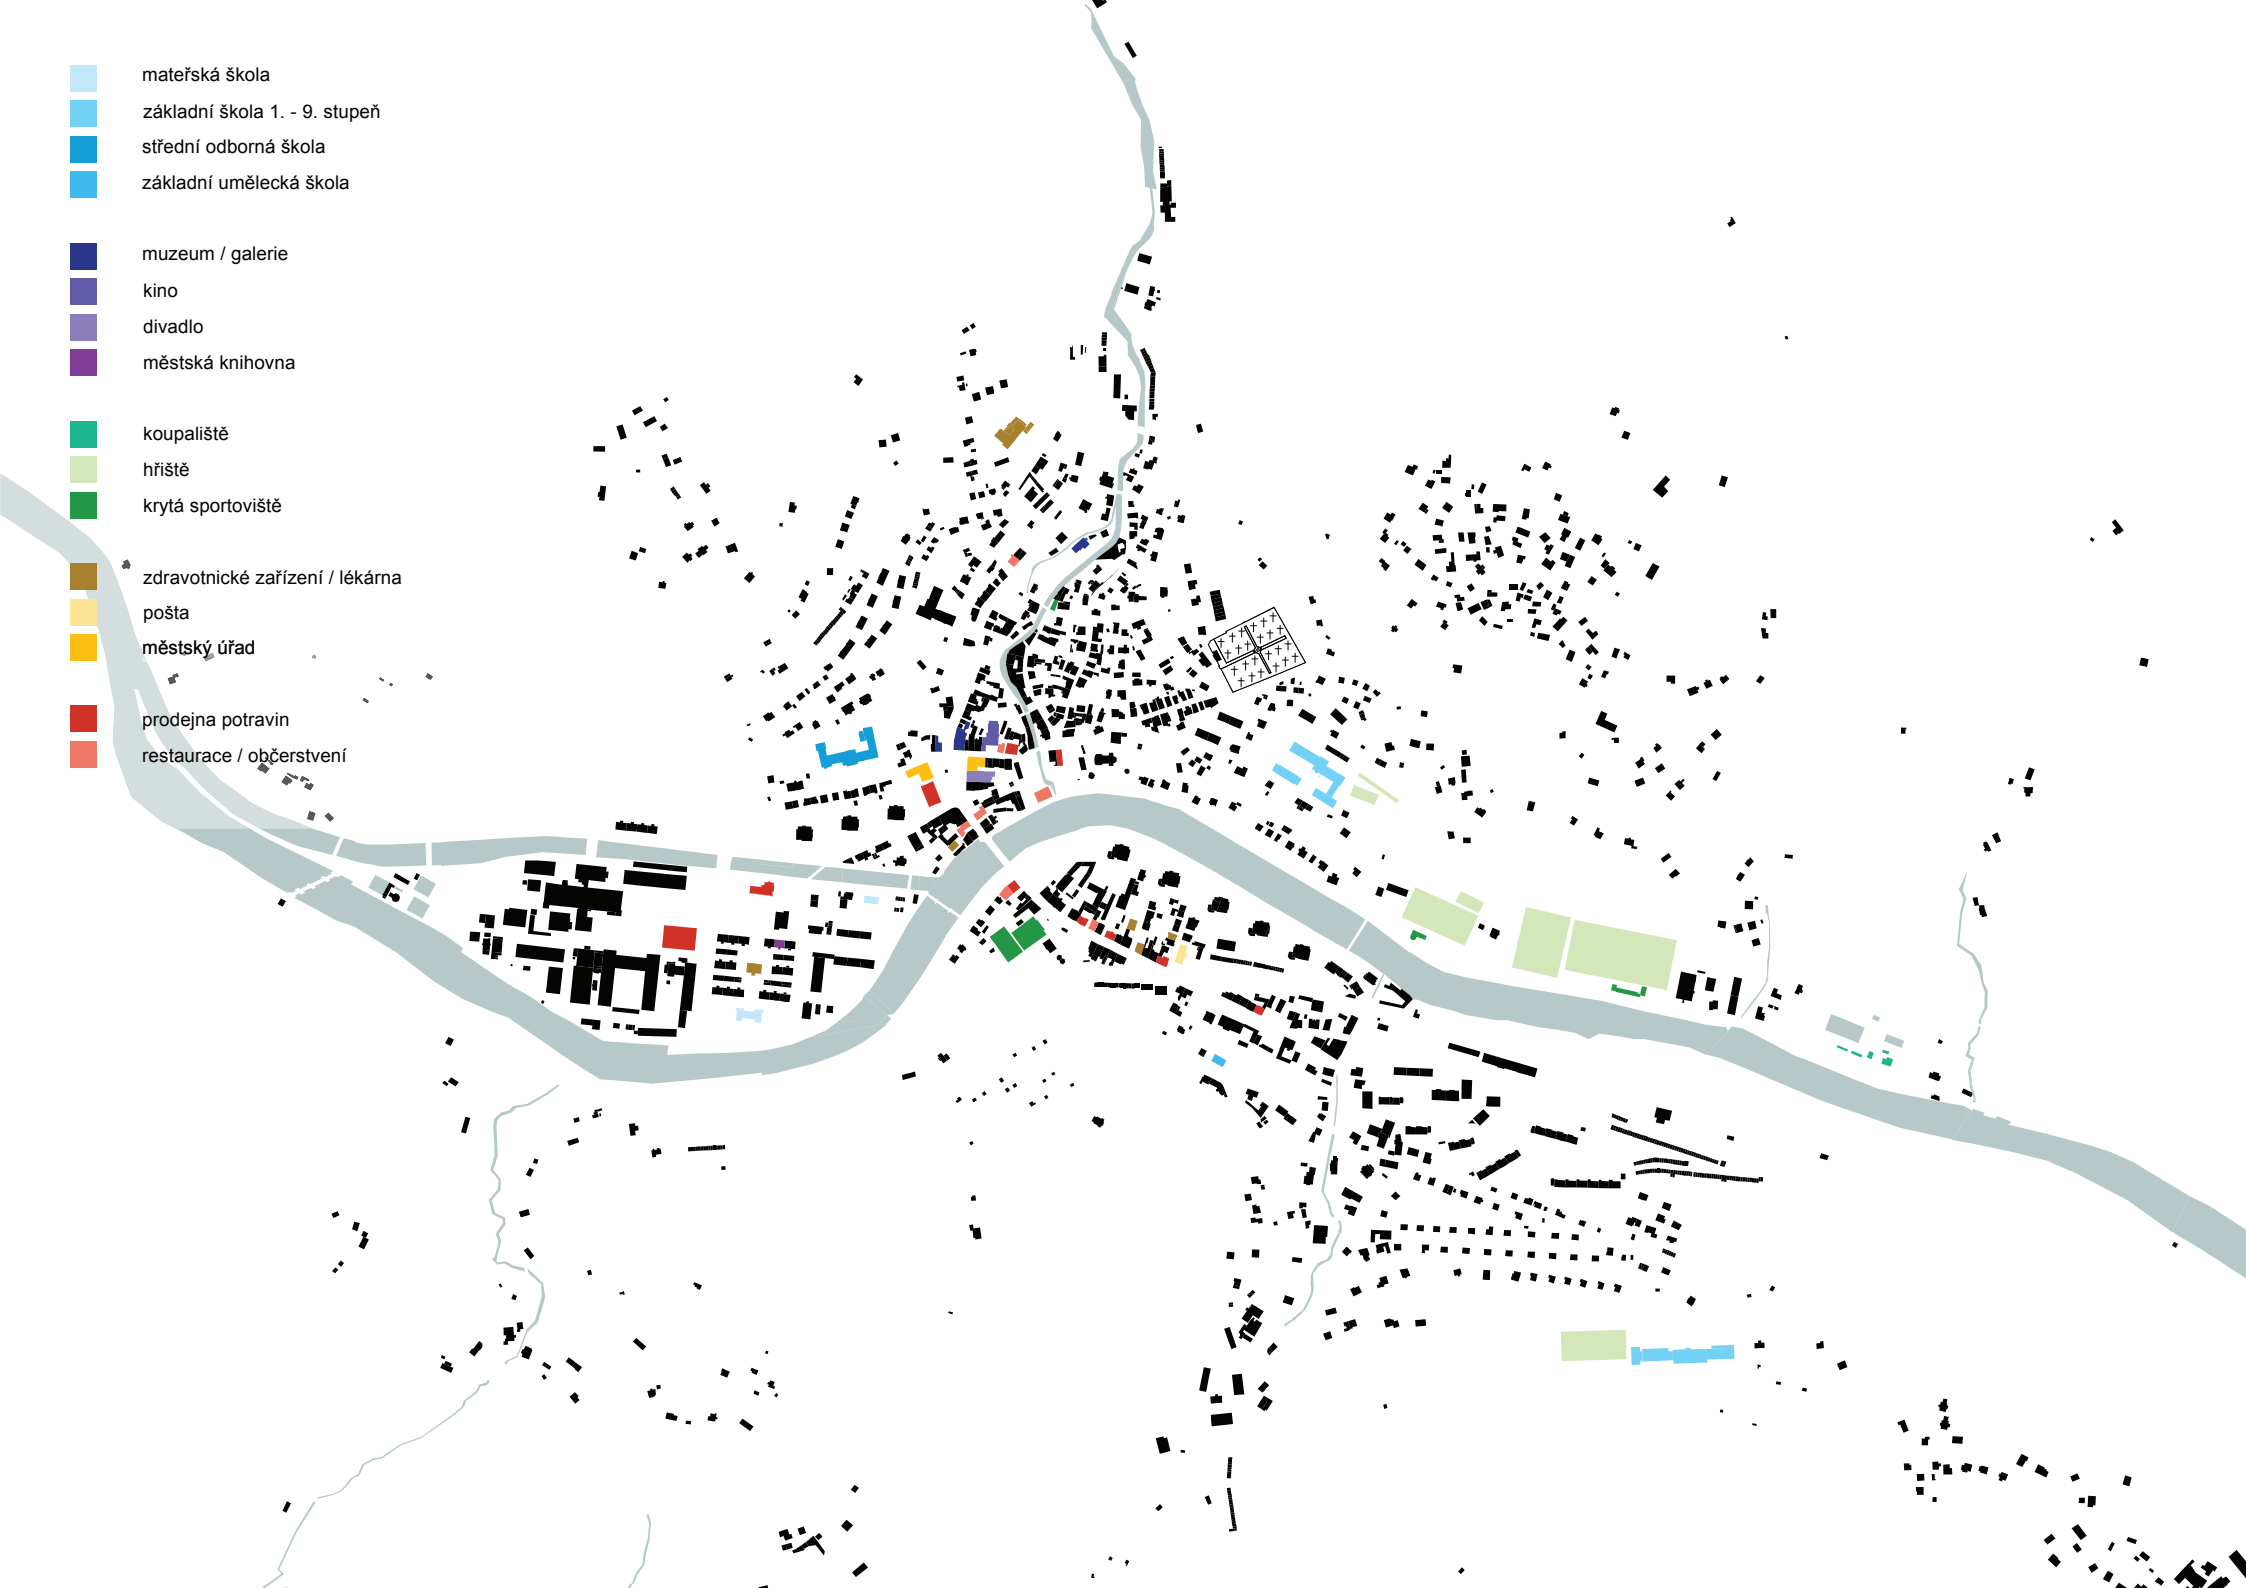 mateřská škola
základní škola 1. - 9. stupeň
střední odborná škola
základní umělecká škola
muzeum / galerie
kino
divadlo
městská knihovna
koupaliště
hřiště
krytá sportoviště
zdravotnické zařízení / lékárna
pošta
městský úřad
prodejna potravin
restaurace / občerstvení